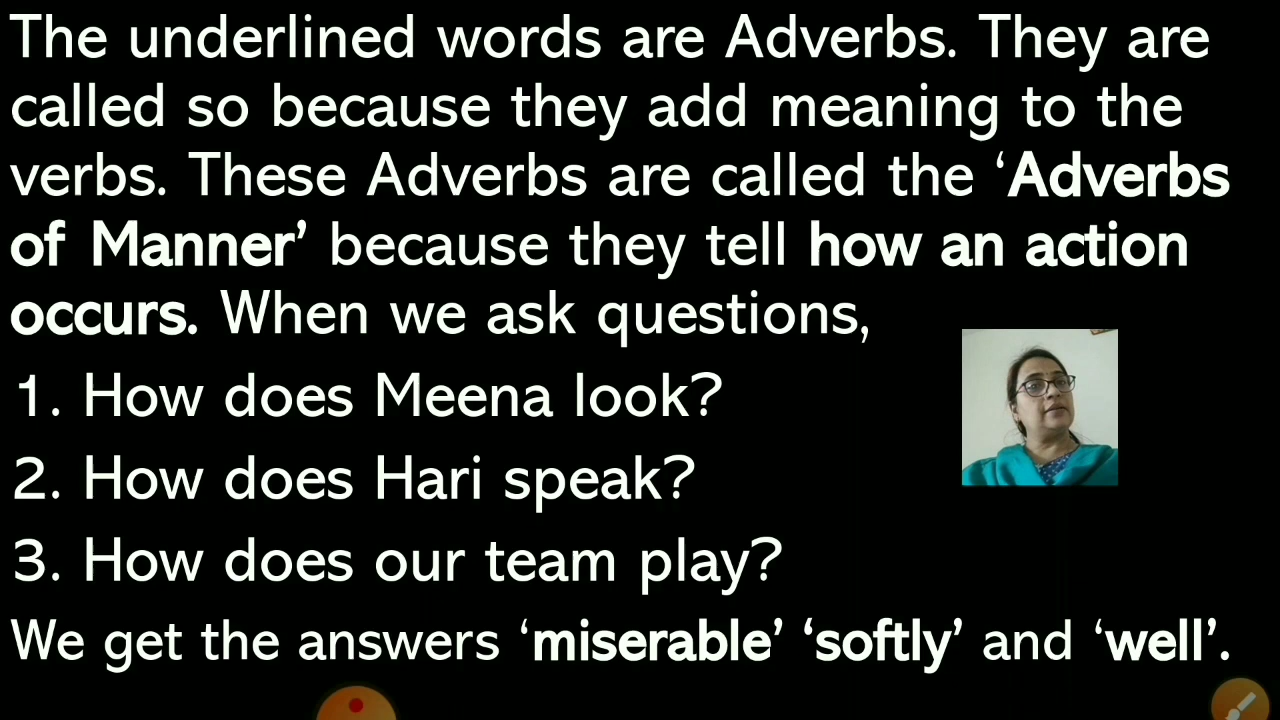 The underlined words are Adverbs. They are
called so because they add meaning to the
verbs. These Adverbs are called the ‘Adverbs
of Manner’ because they tell how an action
occurs. When we ask questions,
1. How does Meena look?
2. How does Hari speak?
3. How does our team play?
We get the answers ‘miserable’ ‘softly’ and ‘well’.